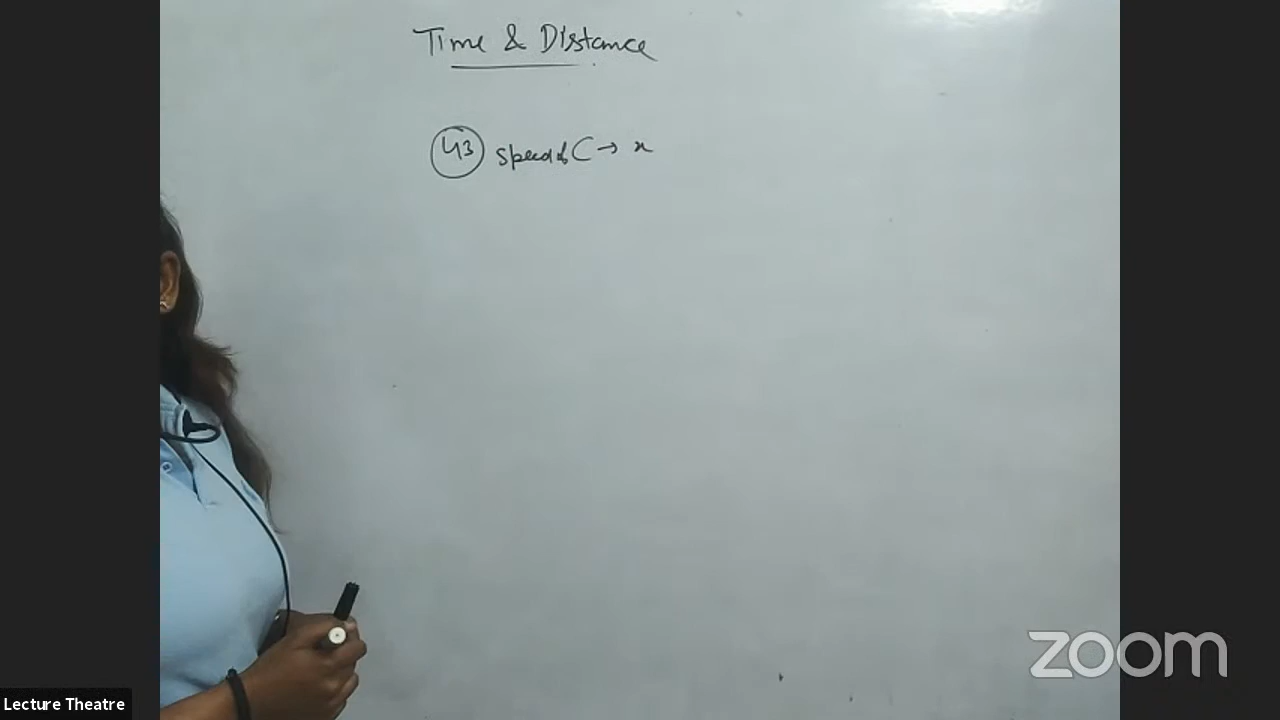 Time & Distance
43 speed of C → x
zoom
Lecture Theatre